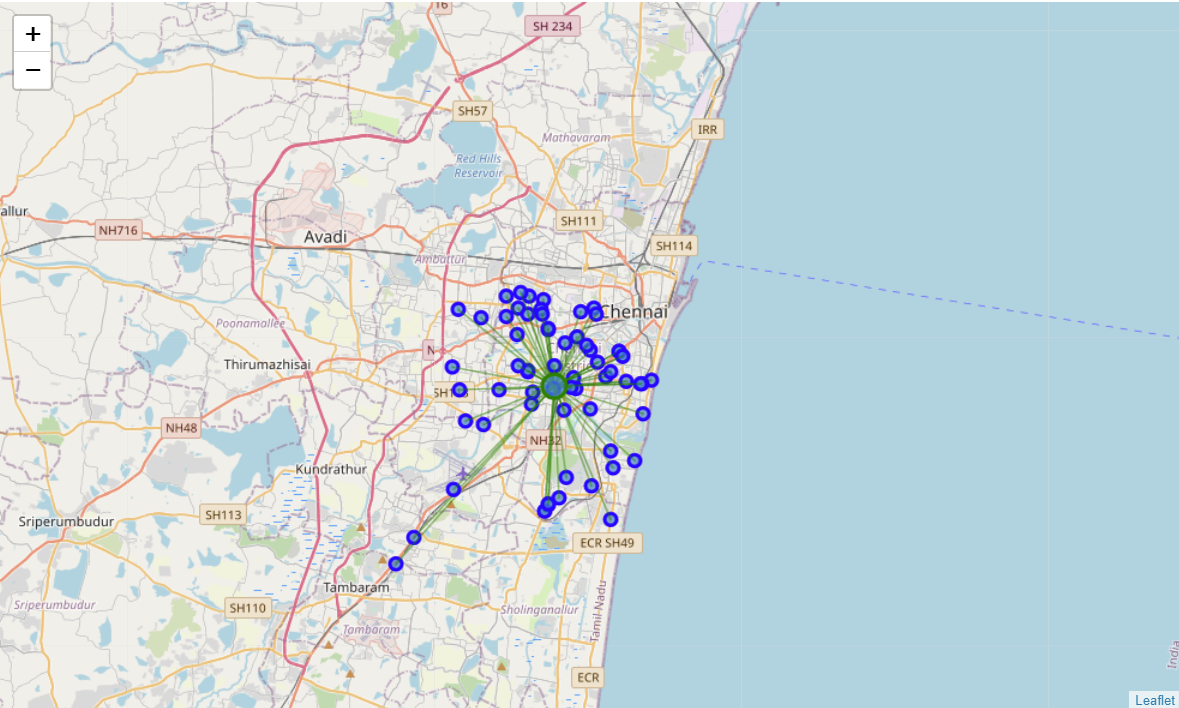 +
−
16
SH 234
SH57
Mathavaram
IRR
Red Hills
Reservoir
allur
NH716
SH111
Avadi
SH114
Ambattur
Chennai
Poonamallee
N
Thirumazhisai
SH1
NH48
NH32
Kundrathur
SH113
Sriperumbudur
ECR SH49
Tambaram
Sriperumbudur
SH110
Sholinganallur
Tamil Nadu
Tambaram
India
ECR
Leaflet